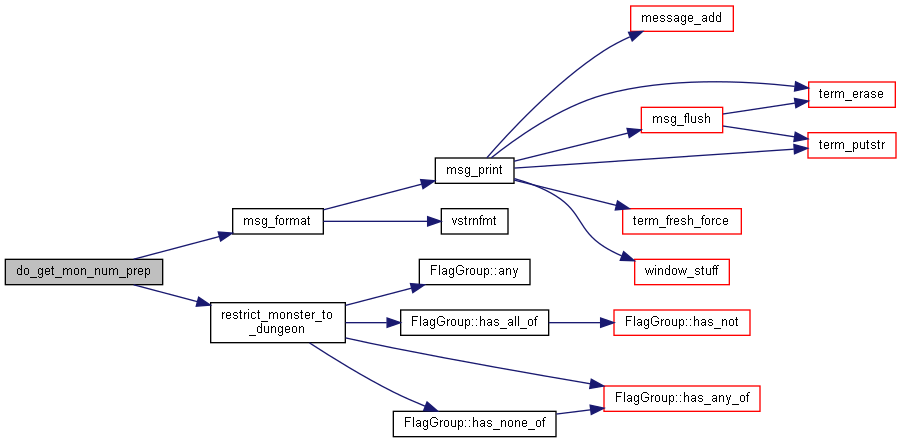 message_add
term_erase
msg_flush
term_putstr
msg_print
msg_format
vstrnfmt
term_fresh_force
do_get_mon_num_prep
window_stuff
FlagGroup::any
restrict_monster_to
_dungeon
FlagGroup::has_all_of
FlagGroup::has_not
FlagGroup::has_any_of
FlagGroup::has_none_of